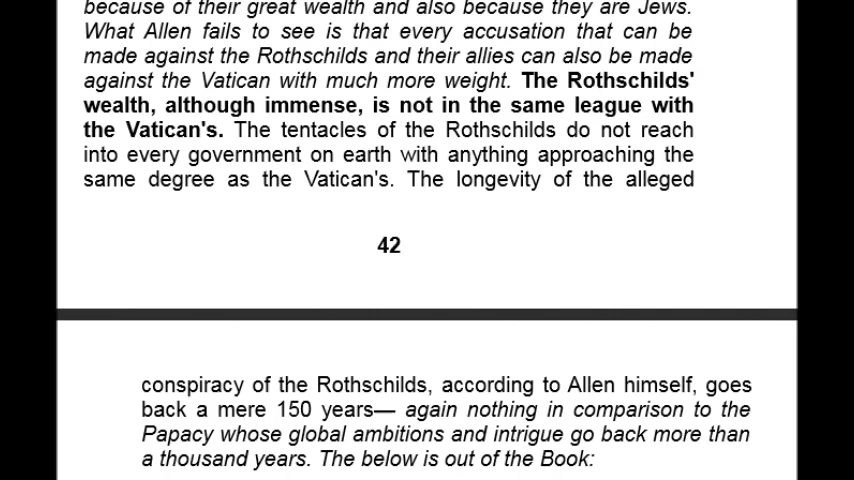 because of their great wealth and also because they are Jews.
What Allen fails to see is that every accusation that can be
made against the Rothschilds and their allies can also be made
against the Vatican with much more weight. The Rothschilds'
wealth, although immense, is not in the same league with
the Vatican's. The tentacles of the Rothschilds do not reach
into every government on earth with anything approaching the
same degree as the Vatican's. The longevity of the alleged
42
conspiracy of the Rothschilds, according to Allen himself, goes
back a mere 150 years— again nothing in comparison to the
Papacy whose global ambitions and intrigue go back more than
a thousand years. The below is out of the Book: